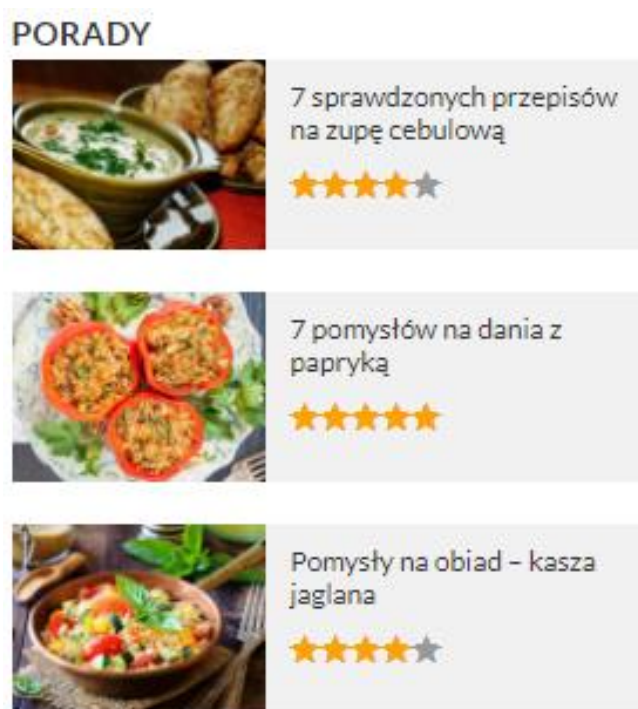 PORADY
7 sprawdzonych przepisów
na zupę cebulową
7 pomysłów na dania z
papryką
Pomysły na obiad – kasza
jaglana